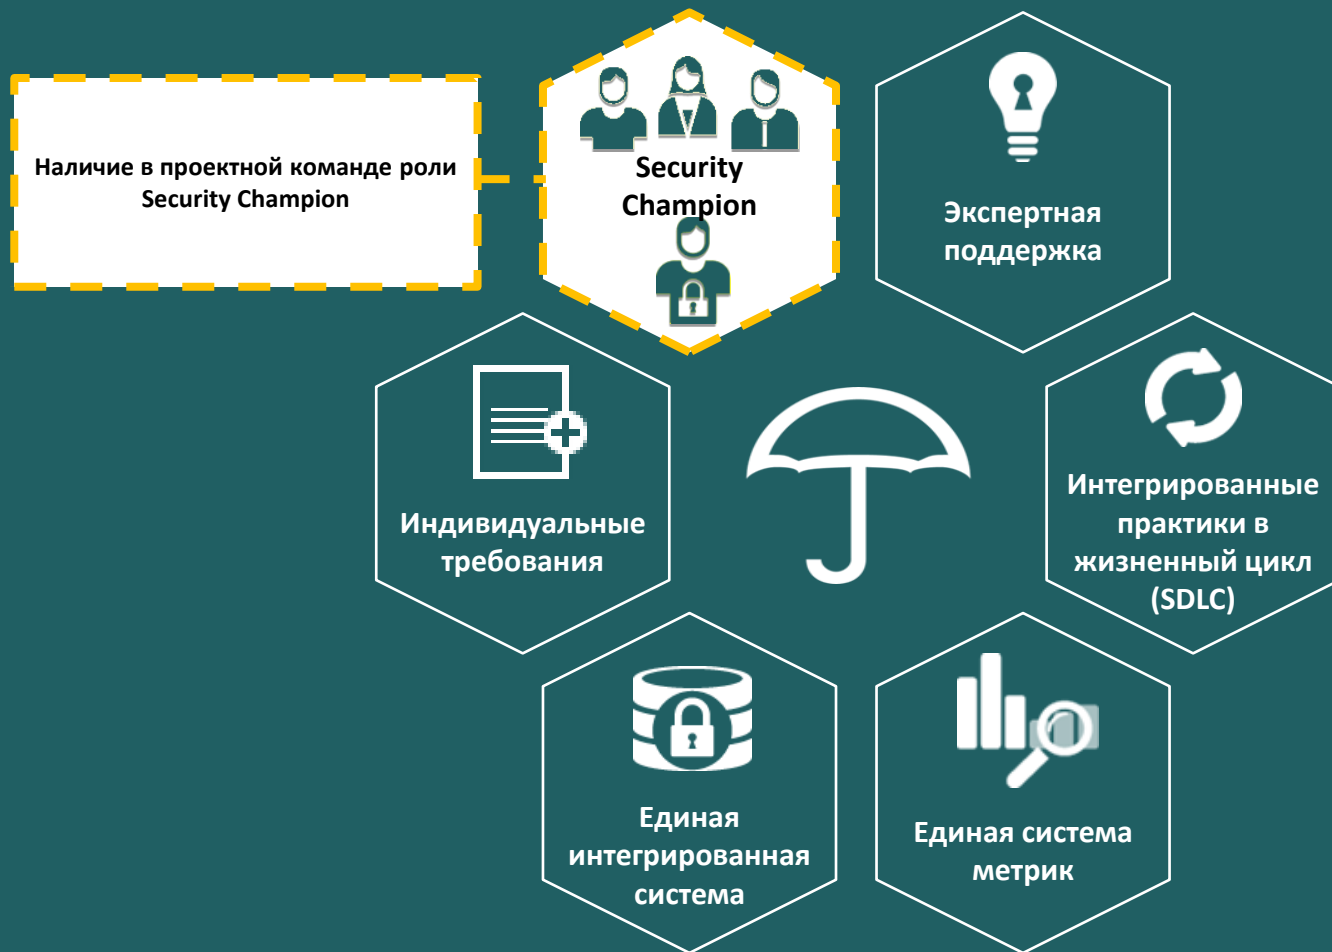 Наличие в проектной команде роли
Security Champion
Security
Champion
Экспертная
поддержка
Индивидуальные
требования
Интегрированные
практики в
жизненный цикл
(SDLC)
Единая
интегрированная
система
Единая система
метрик